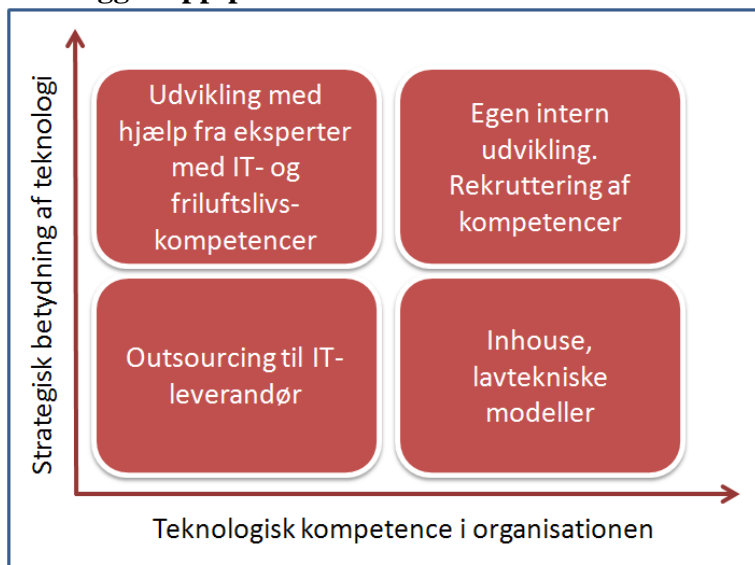 Strategisk betydning af teknologi
Udvikling med
hjælp fra eksperter
med IT- og
friluftslivs-
kompetencer
Egen intern
udvikling.
Rekruttering af
kompetencer
Outsourcing til IT-
leverandør
Inhouse,
lavtekniske
modeller
Teknologisk kompetence i organisationen